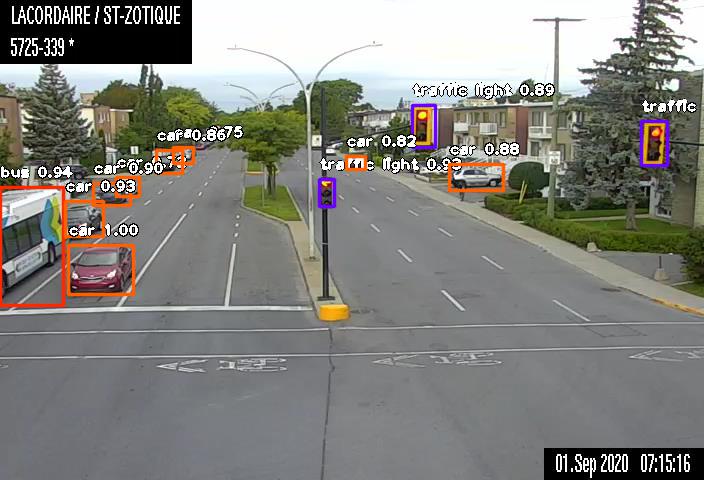 LACORDAIRE / ST-ZOTIQUE
5725-339 *
traffic light 0.89
traffic
car 0.86
.75
car 0.82
traffic light 0.93
car 0.88
bus 0.94
car 0.90
car 0.93
car 1.00
01.Sep 2020 07:15:16